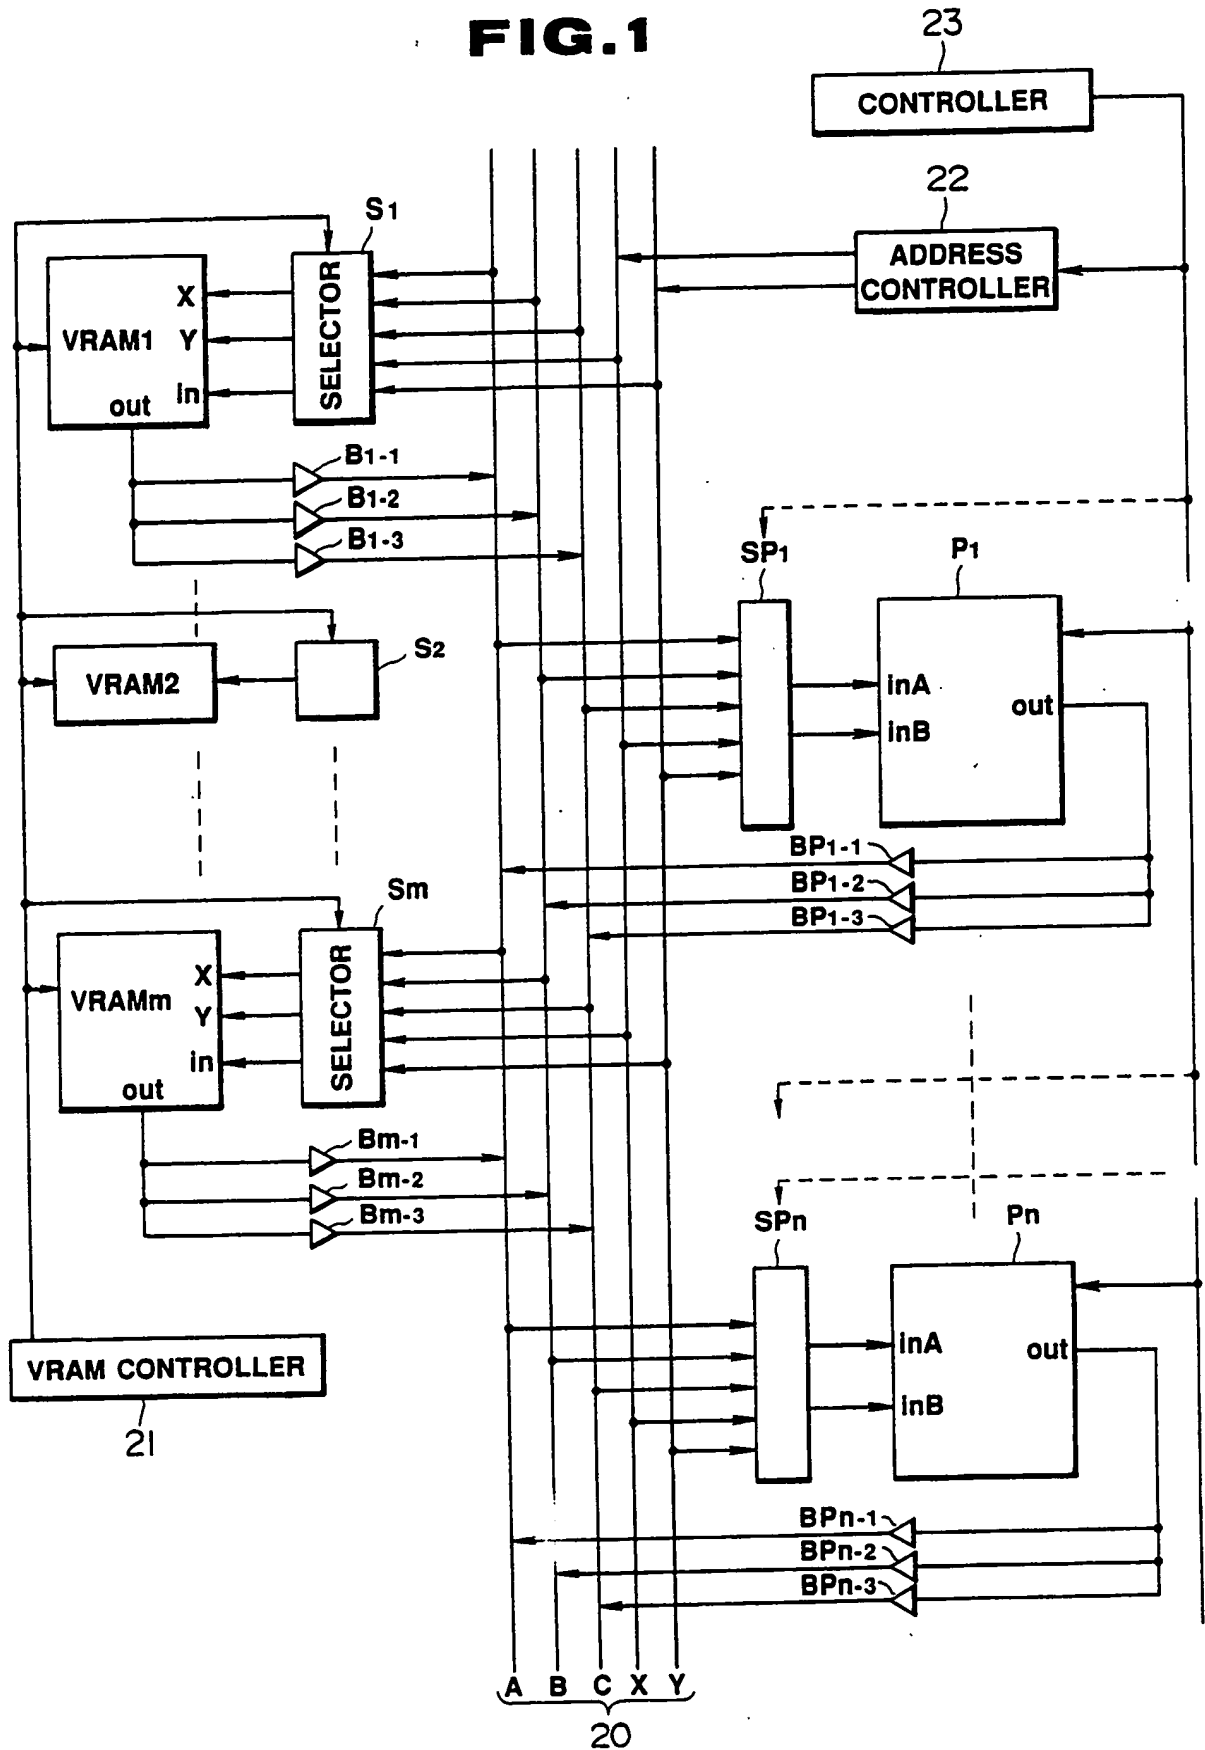 FIG.1
23
CONTROLLER
22
ADDRESS
CONTROLLER
S1
SELECTOR
VRAM1
X
Y
in
out
B1-1
B1-2
B1-3
SP1
P1
inA
inB
out
VRAM2
S2
BP1-1
BP1-2
BP1-3
Sm
SELECTOR
VRAMm
X
Y
in
out
Bm-1
Bm-2
Bm-3
SPn
Pn
inA
inB
out
VRAM CONTROLLER
21
BPn-1
BPn-2
BPn-3
A B C X Y
20